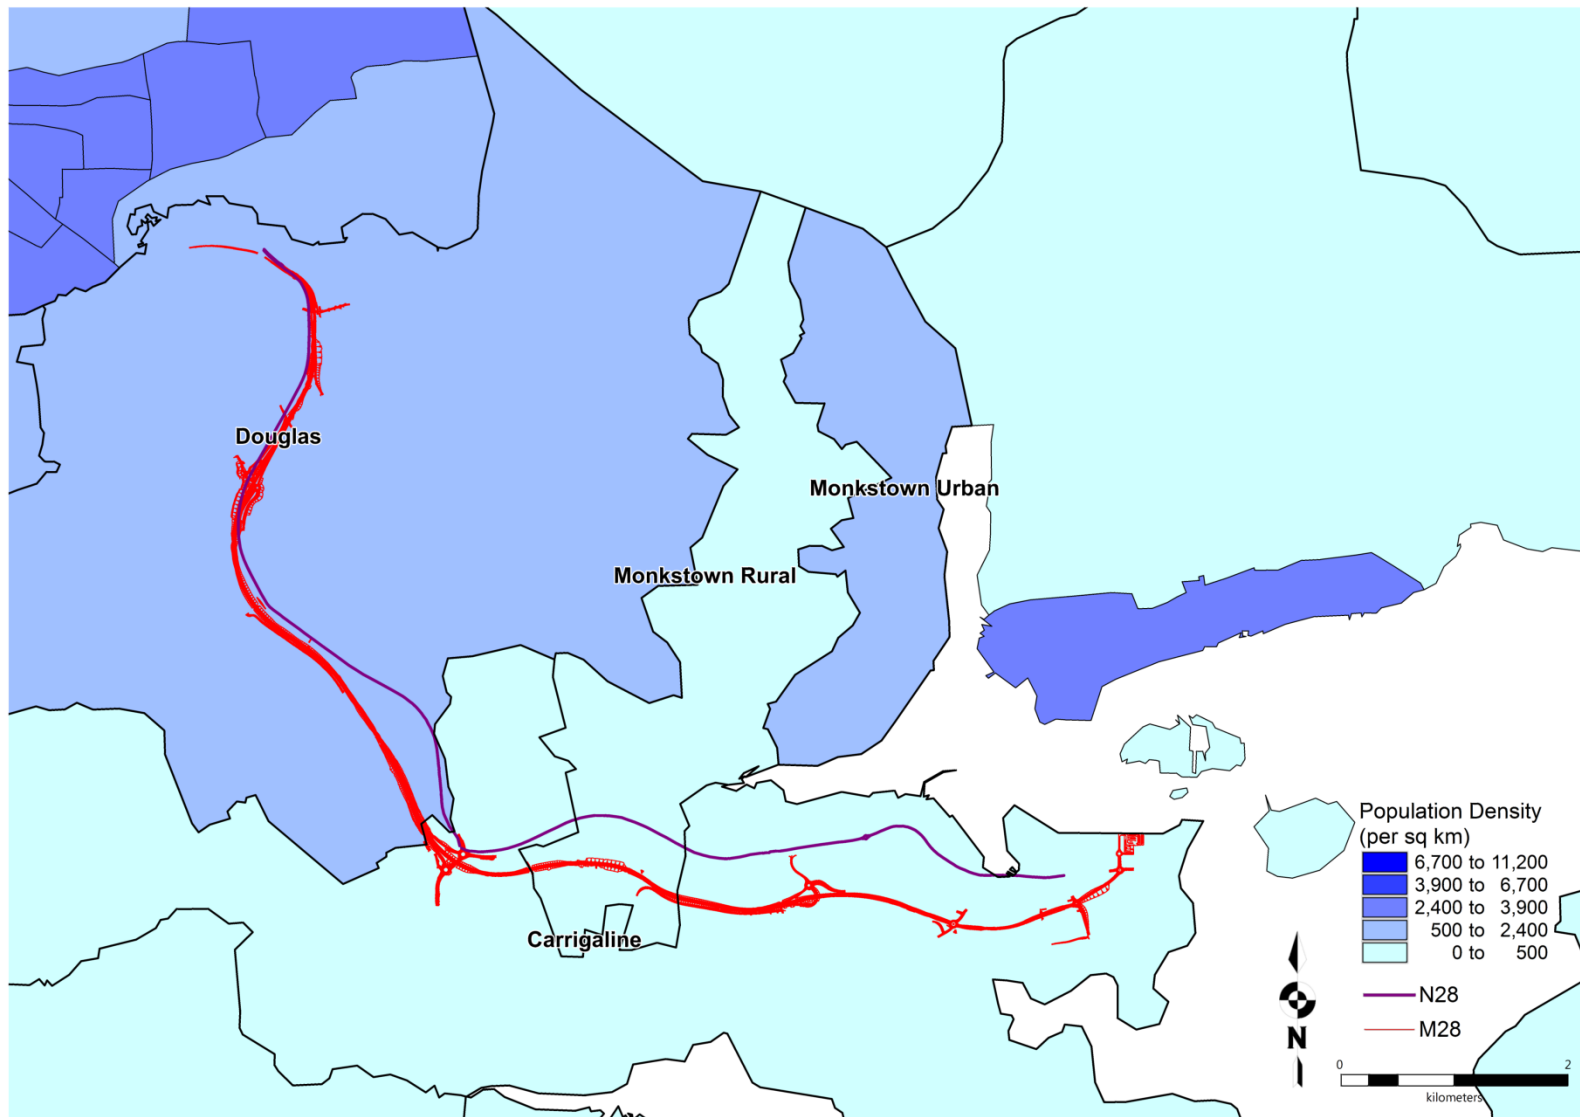 Douglas
Monkstown Urban
Monkstown Rural
Carrigaline
Population Density
(per sq km)
6,700 to 11,200
3,900 to 6,700
2,400 to 3,900
500 to 2,400
0 to 500
N28
M28
N
0 2
kilometers